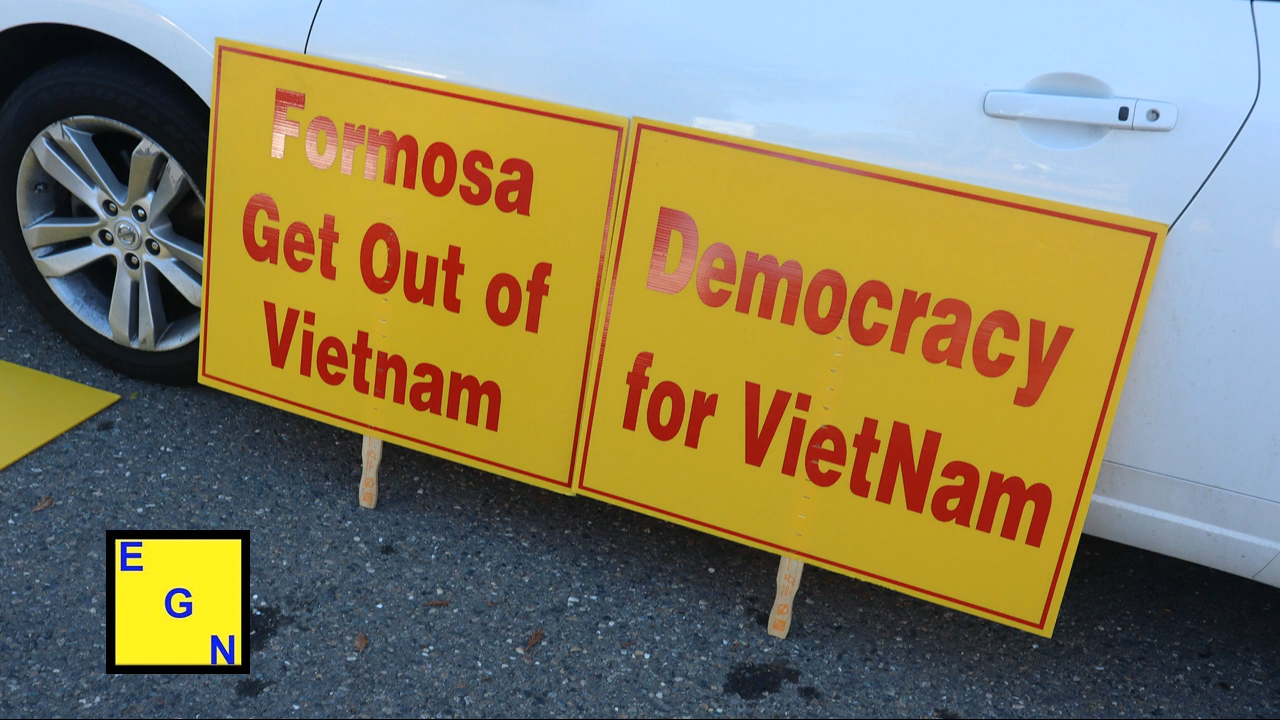 Formosa
Get Out of
Vietnam
Democracy
for VietNam
E
G
N